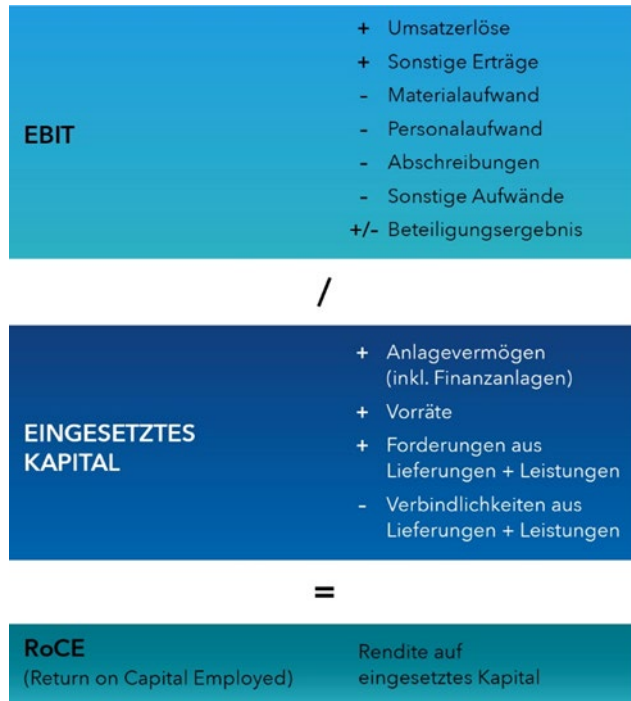 EBIT
+ Umsatzerlöse
+ Sonstige Erträge
- Materialaufwand
- Personalaufwand
- Abschreibungen
- Sonstige Aufwände
+/- Beteiligungsergebnis
/
EINGESETZTES
KAPITAL
+ Anlagevermögen
(inkl. Finanzanlagen)
+ Vorräte
+ Forderungen aus
Lieferungen + Leistungen
- Verbindlichkeiten aus
Lieferungen + Leistungen
=
RoCE
(Return on Capital Employed)
Rendite auf
eingesetztes Kapital